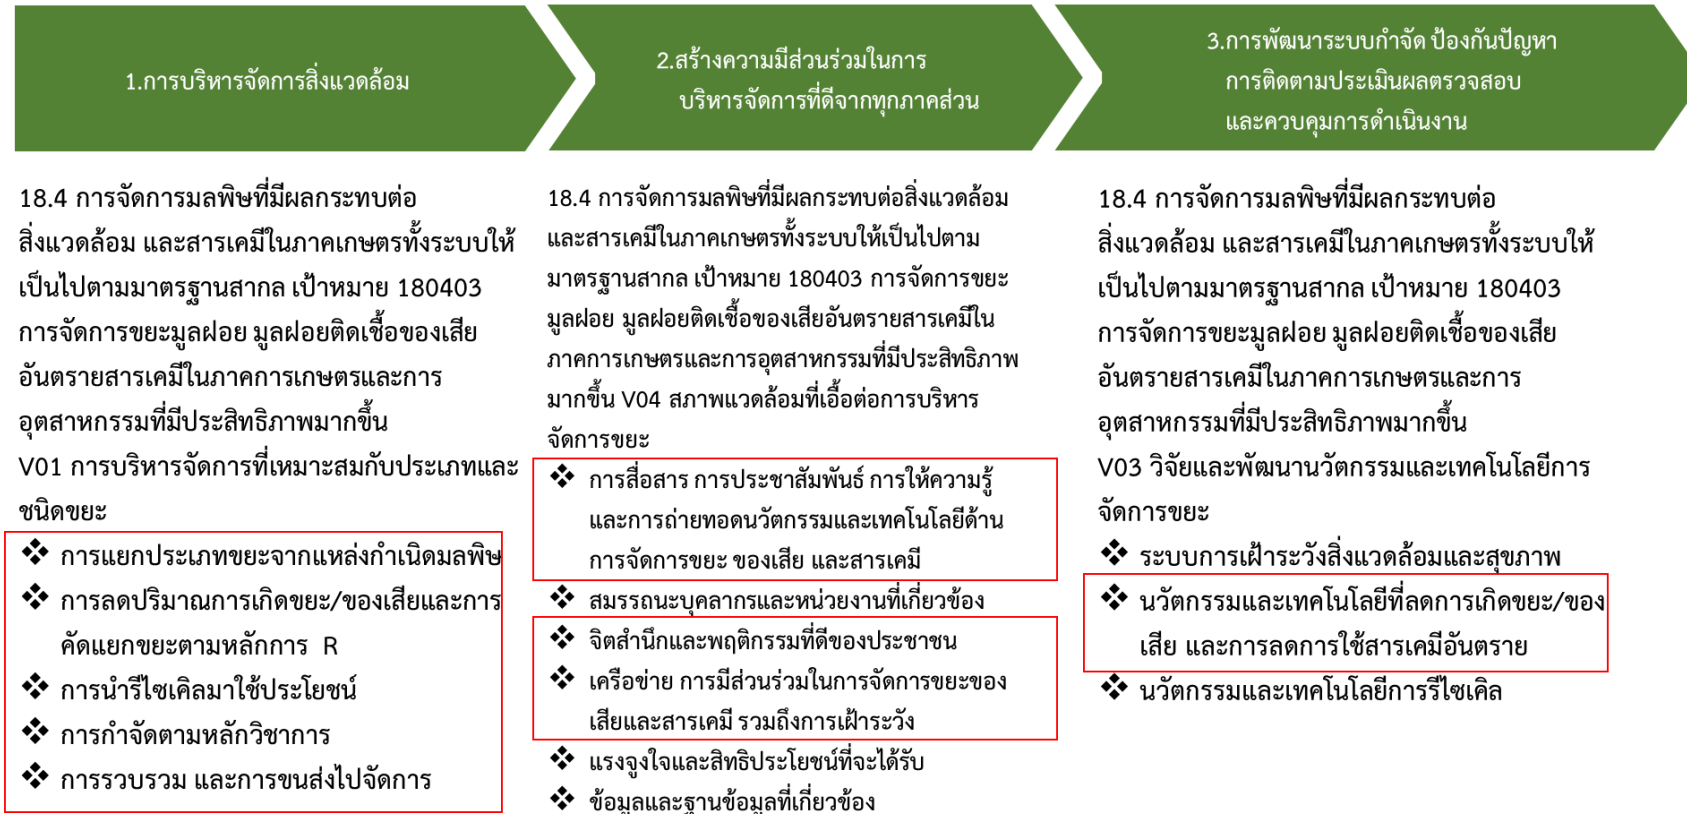 1.การบริหารจัดการสิ่งแวดล้อม
2.สร้างความมีส่วนร่วมในการ
บริหารจัดการที่ดีจากทุกภาคส่วน
3.การพัฒนาระบบกำจัด ป้องกันปัญหา
การติดตามประเมินผลตรวจสอบ
และควบคุมการดำเนินงาน
18.4 การจัดการมลพิษที่มีผลกระทบต่อ
สิ่งแวดล้อม และสารเคมีในภาคเกษตรทั้งระบบให้
เป็นไปตามมาตรฐานสากล เป้าหมาย 180403
การจัดการขยะมูลฝอย มูลฝอยติดเชื้อของเสีย
อันตรายสารเคมีในภาคการเกษตรและการ
อุตสาหกรรมที่มีประสิทธิภาพมากขึ้น
V01 การบริหารจัดการที่เหมาะสมกับประเภทและ
ชนิดขยะ
❖ การแยกประเภทขยะจากแหล่งกำเนิดมลพิษ
❖ การลดปริมาณการเกิดขยะ/ของเสียและการ
คัดแยกขยะตามหลักการ R
❖ การนำรีไซเคิลมาใช้ประโยชน์
❖ การกำจัดตามหลักวิชาการ
❖ การรวบรวม และการขนส่งไปจัดการ
18.4 การจัดการมลพิษที่มีผลกระทบต่อสิ่งแวดล้อม
และสารเคมีในภาคเกษตรทั้งระบบให้เป็นไปตาม
มาตรฐานสากล เป้าหมาย 180403 การจัดการขยะ
มูลฝอย มูลฝอยติดเชื้อของเสียอันตรายสารเคมีใน
ภาคการเกษตรและการอุตสาหกรรมที่มีประสิทธิภาพ
มากขึ้น V04 สภาพแวดล้อมที่เอื้อต่อการบริหาร
จัดการขยะ
❖ การสื่อสาร การประชาสัมพันธ์ การให้ความรู้
และการถ่ายทอดนวัตกรรมและเทคโนโลยีด้าน
การจัดการขยะ ของเสีย และสารเคมี
❖ สมรรถนะบุคลากรและหน่วยงานที่เกี่ยวข้อง
❖ จิตสำนึกและพฤติกรรมที่ดีของประชาชน
❖ เครือข่าย การมีส่วนร่วมในการจัดการขยะของ
เสียและสารเคมี รวมถึงการเฝ้าระวัง
❖ แรงจูงใจและสิทธิประโยชน์ที่จะได้รับ
❖ ข้อมูลและฐานข้อมูลที่เกี่ยวข้อง
18.4 การจัดการมลพิษที่มีผลกระทบต่อ
สิ่งแวดล้อม และสารเคมีในภาคเกษตรทั้งระบบให้
เป็นไปตามมาตรฐานสากล เป้าหมาย 180403
การจัดการขยะมูลฝอย มูลฝอยติดเชื้อของเสีย
อันตรายสารเคมีในภาคการเกษตรและการ
อุตสาหกรรมที่มีประสิทธิภาพมากขึ้น
V03 วิจัยและพัฒนานวัตกรรมและเทคโนโลยีการ
จัดการขยะ
❖ ระบบการเฝ้าระวังสิ่งแวดล้อมและสุขภาพ
❖ นวัตกรรมและเทคโนโลยีที่ลดการเกิดขยะ/ของ
เสีย และการลดการใช้สารเคมีอันตราย
❖ นวัตกรรมและเทคโนโลยีการรีไซเคิล